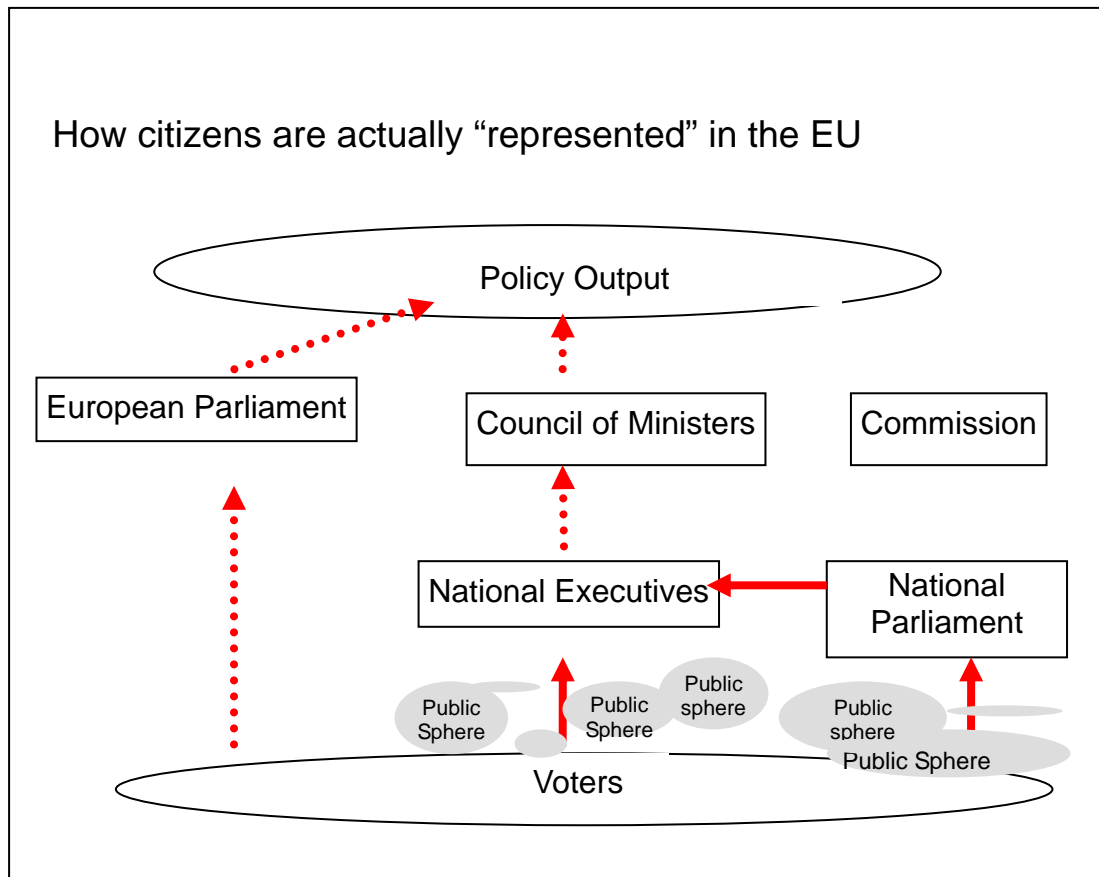 How citizens are actually “represented” in the EU
Policy Output
European Parliament
Council of Ministers
Commission
National Executives
National
Parliament
Public
Sphere
Public
Sphere
Public
sphere
Public
sphere
Public Sphere
Voters